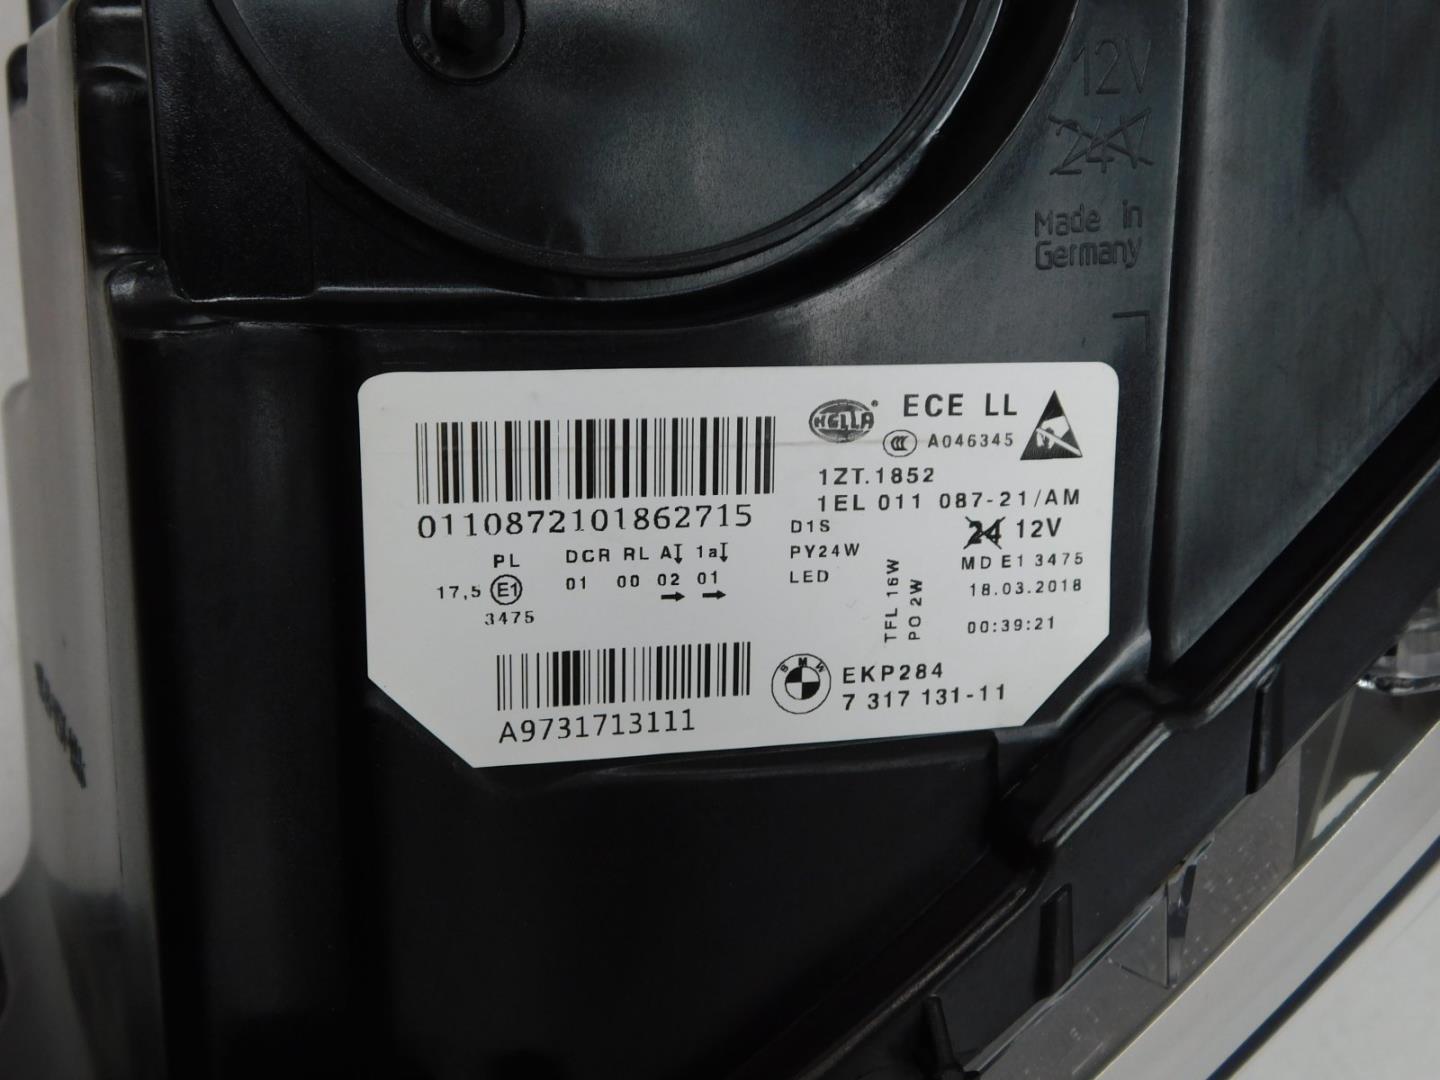 12V
24V
Made in
Germany
HELLA
ECE LL
A046345
1ZT.1852
1EL 011 087-21/AM
0110872101862715
D1S
24 12V
PL
DCR RL A 1a
PY24W
MD E1 3475
17,5 E1
01 00 02 01
LED
18.03.2018
3475
TFL 16W
PO 2W
00:39:21
BMW
EKP284
7 317 131-11
A9731713111